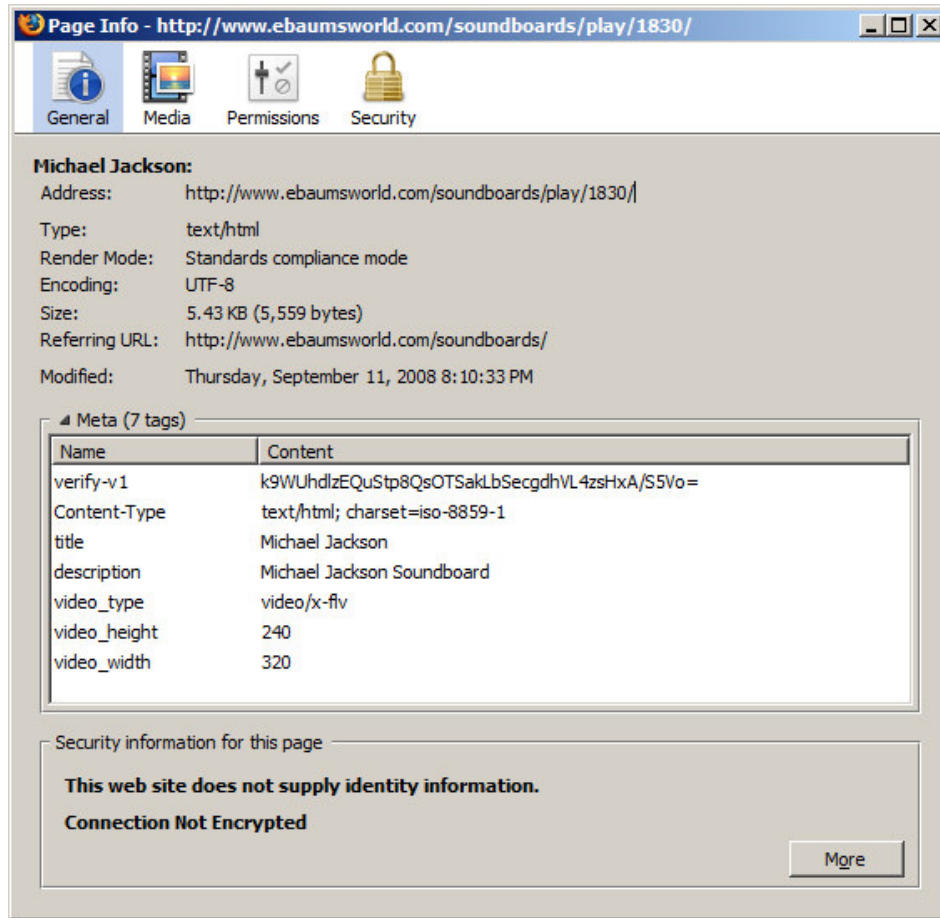 Page Info - http://www.ebaumsworld.com/soundboards/play/1830/
General Media Permissions Security
Michael Jackson:
Address: http://www.ebaumsworld.com/soundboards/play/1830/
Type: text/html
Render Mode: Standards compliance mode
Encoding: UTF-8
Size: 5.43 KB (5,559 bytes)
Referring URL: http://www.ebaumsworld.com/soundboards/
Modified: Thursday, September 11, 2008 8:10:33 PM
Meta (7 tags)
Name Content
verify-v1 k9WUhdlzEQuStp8QsOTSakLbSecgdhVL4zsHxA/S5Vo=
Content-Type text/html; charset=iso-8859-1
title Michael Jackson
description Michael Jackson Soundboard
video_type video/x-flv
video_height 240
video_width 320
Security information for this page
This web site does not supply identity information.
Connection Not Encrypted
More